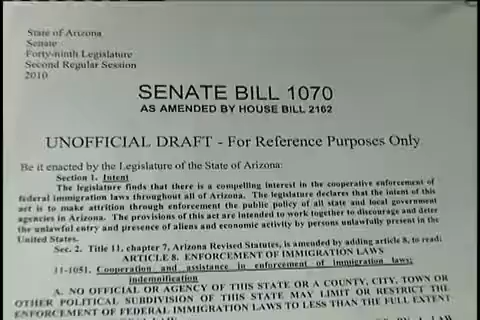 State of Arizona
Senate
Forty-ninth Legislature
Second Regular Session
2010
SENATE BILL 1070
AS AMENDED BY HOUSE BILL 2162
UNOFFICIAL DRAFT - For Reference Purposes Only
Be it enacted by the Legislature of the State of Arizona:
Section 1. Intent
The legislature finds that there is a compelling interest in the cooperative enforcement of
federal immigration laws throughout all of Arizona. The legislature declares that the intent of this
act is to make attrition through enforcement the public policy of all state and local government
agencies in Arizona. The provisions of this act are intended to work together to discourage and deter
the unlawful entry and presence of aliens and economic activity by persons unlawfully present in the
United States.
Sec. 2. Title 11, chapter 7, Arizona Revised Statutes, is amended by adding article 8, to read:
ARTICLE 8. ENFORCEMENT OF IMMIGRATION LAWS
11-1051. Cooperation and assistance in enforcement of immigration laws;
indemnification
A. NO OFFICIAL OR AGENCY OF THIS STATE OR A COUNTY, CITY, TOWN OR
OTHER POLITICAL SUBDIVISION OF THIS STATE MAY LIMIT OR RESTRICT THE
ENFORCEMENT OF FEDERAL IMMIGRATION LAWS TO LESS THAN THE FULL EXTENT